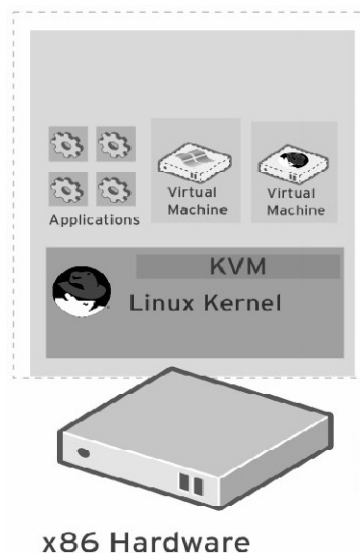 Applications
Virtual
Machine
Virtual
Machine
KVM
Linux Kernel
x86 Hardware